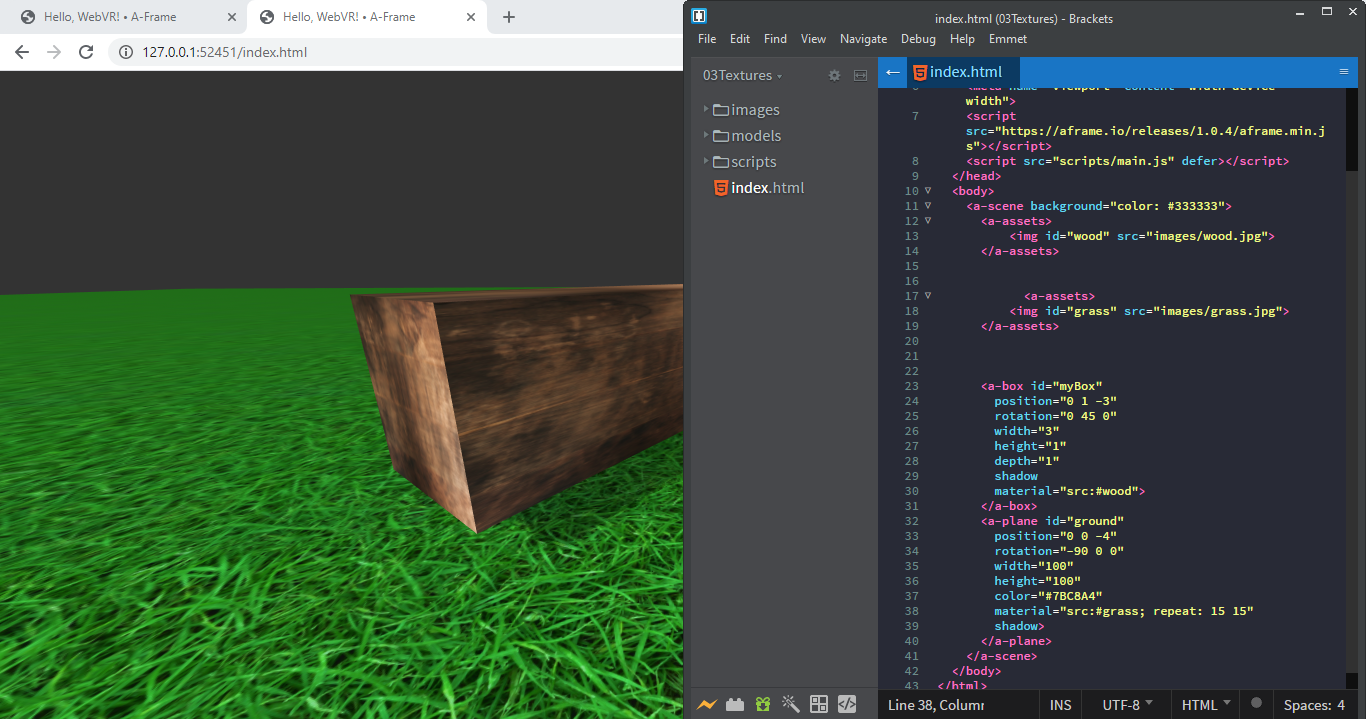 Hello, WebVR! • A-Frame
Hello, WebVR! • A-Frame
127.0.0.1:52451/index.html
index.html (03Textures) - Brackets
File Edit Find View Navigate Debug Help Emmet
03Textures
images
models
scripts
index.html
index.html
width">
7 <script
src="https://aframe.io/releases/1.0.4/aframe.min.j
s"></script>
8 <script src="scripts/main.js" defer></script>
9 </head>
10 <body>
11 <a-scene background="color: #333333">
12 <a-assets>
13 <img id="wood" src="images/wood.jpg">
14 </a-assets>
15
16
17 <a-assets>
18 <img id="grass" src="images/grass.jpg">
19 </a-assets>
20
21
22
23 <a-box id="myBox"
24 position="0 1 -3"
25 rotation="0 45 0"
26 width="3"
27 height="1"
28 depth="1"
29 shadow
30 material="src:#wood">
31 </a-box>
32 <a-plane id="ground"
33 position="0 0 -4"
34 rotation="-90 0 0"
35 width="100"
36 height="100"
37 color="#7BC8A4"
38 material="src:#grass; repeat: 15 15"
39 shadow>
40 </a-plane>
41 </a-scene>
42 </body>
43 </html>
Line 38, Colum INS UTF-8 HTML Spaces: 4